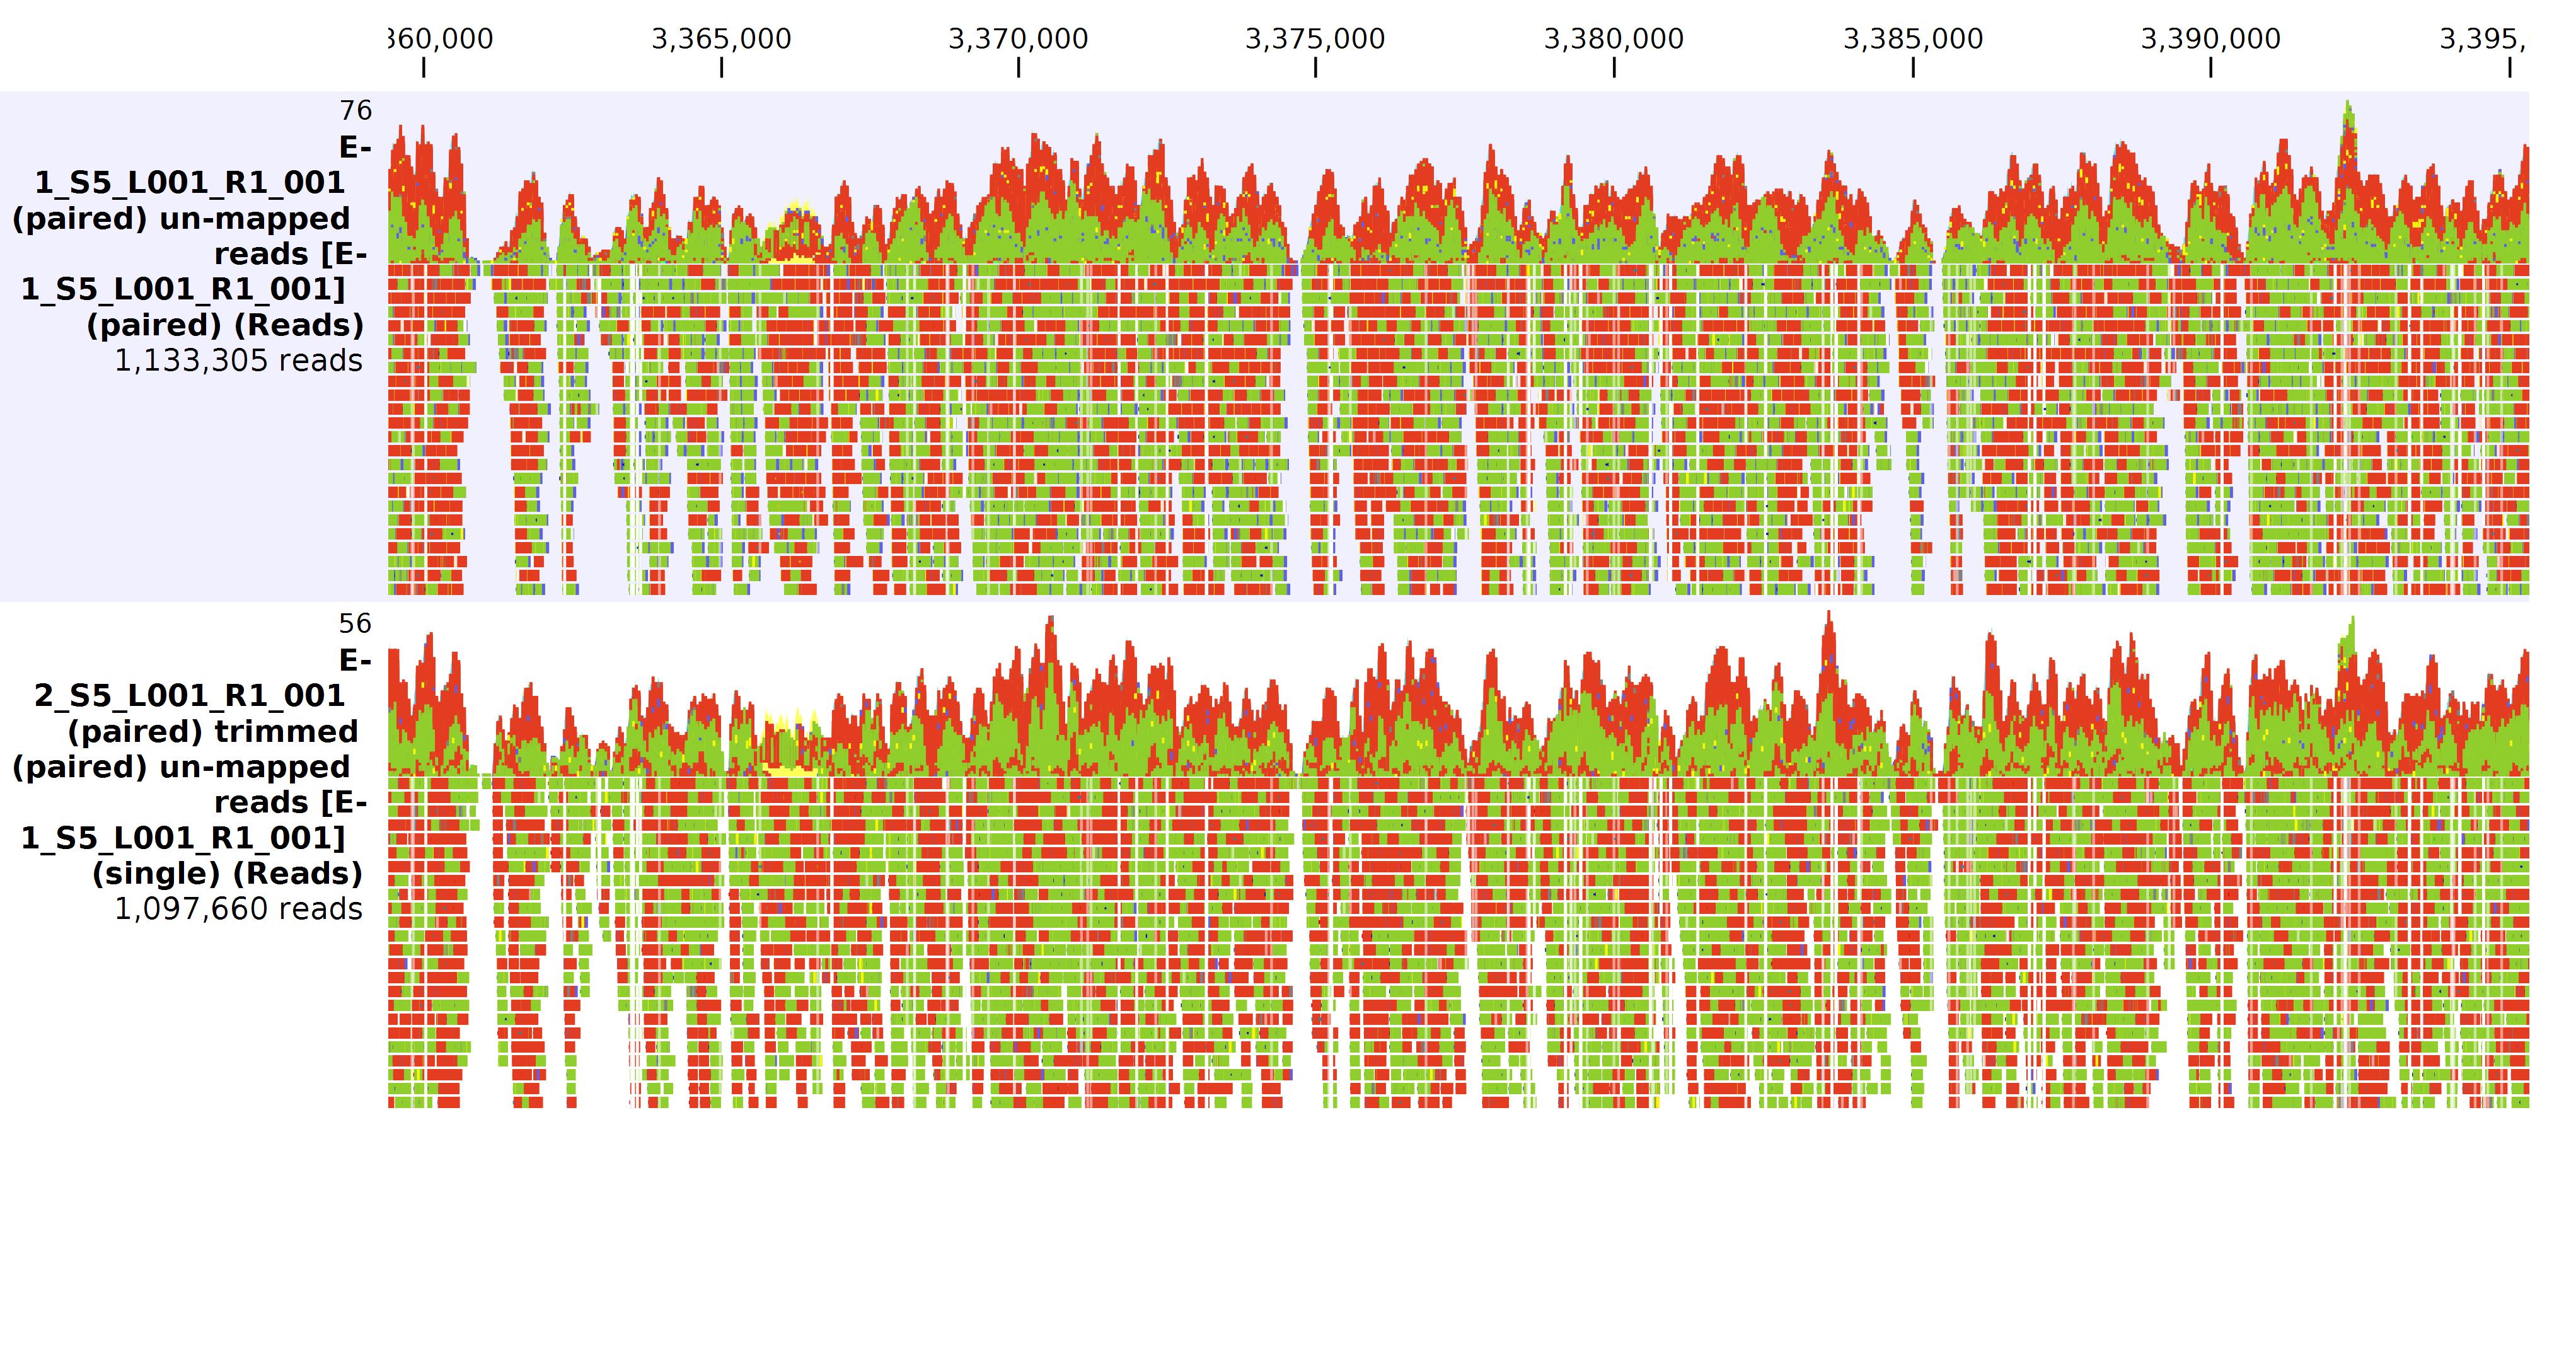 360,000 3,365,000 3,370,000 3,375,000 3,380,000 3,385,000 3,390,000 3,395,
76
E-
1_S5_L001_R1_001
(paired) un-mapped
reads [E-
1_S5_L001_R1_001]
(paired) (Reads)
1,133,305 reads
56
E-
2_S5_L001_R1_001
(paired) trimmed
(paired) un-mapped
reads [E-
1_S5_L001_R1_001]
(single) (Reads)
1,097,660 reads